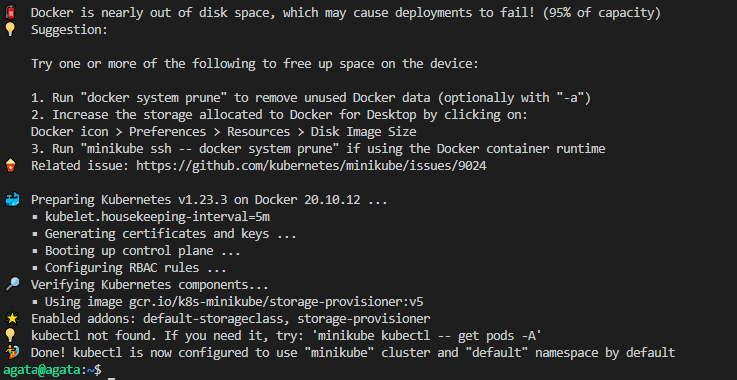 Docker is nearly out of disk space, which may cause deployments to fail! (95% of capacity)
Suggestion:
Try one or more of the following to free up space on the device:
1. Run "docker system prune" to remove unused Docker data (optionally with "-a")
2. Increase the storage allocated to Docker for Desktop by clicking on:
Docker icon > Preferences > Resources > Disk Image Size
3. Run "minikube ssh -- docker system prune" if using the Docker container runtime
Related issue: https://github.com/kubernetes/minikube/issues/9024
Preparing Kubernetes v1.23.3 on Docker 20.10.12 ...
▪ kubelet.housekeeping-interval=5m
▪ Generating certificates and keys ...
▪ Booting up control plane ...
▪ Configuring RBAC rules ...
Verifying Kubernetes components...
▪ Using image gcr.io/k8s-minikube/storage-provisioner:v5
Enabled addons: default-storageclass, storage-provisioner
kubectl not found. If you need it, try: 'minikube kubectl -- get pods -A'
Done! kubectl is now configured to use "minikube" cluster and "default" namespace by default
agata@agata:~$